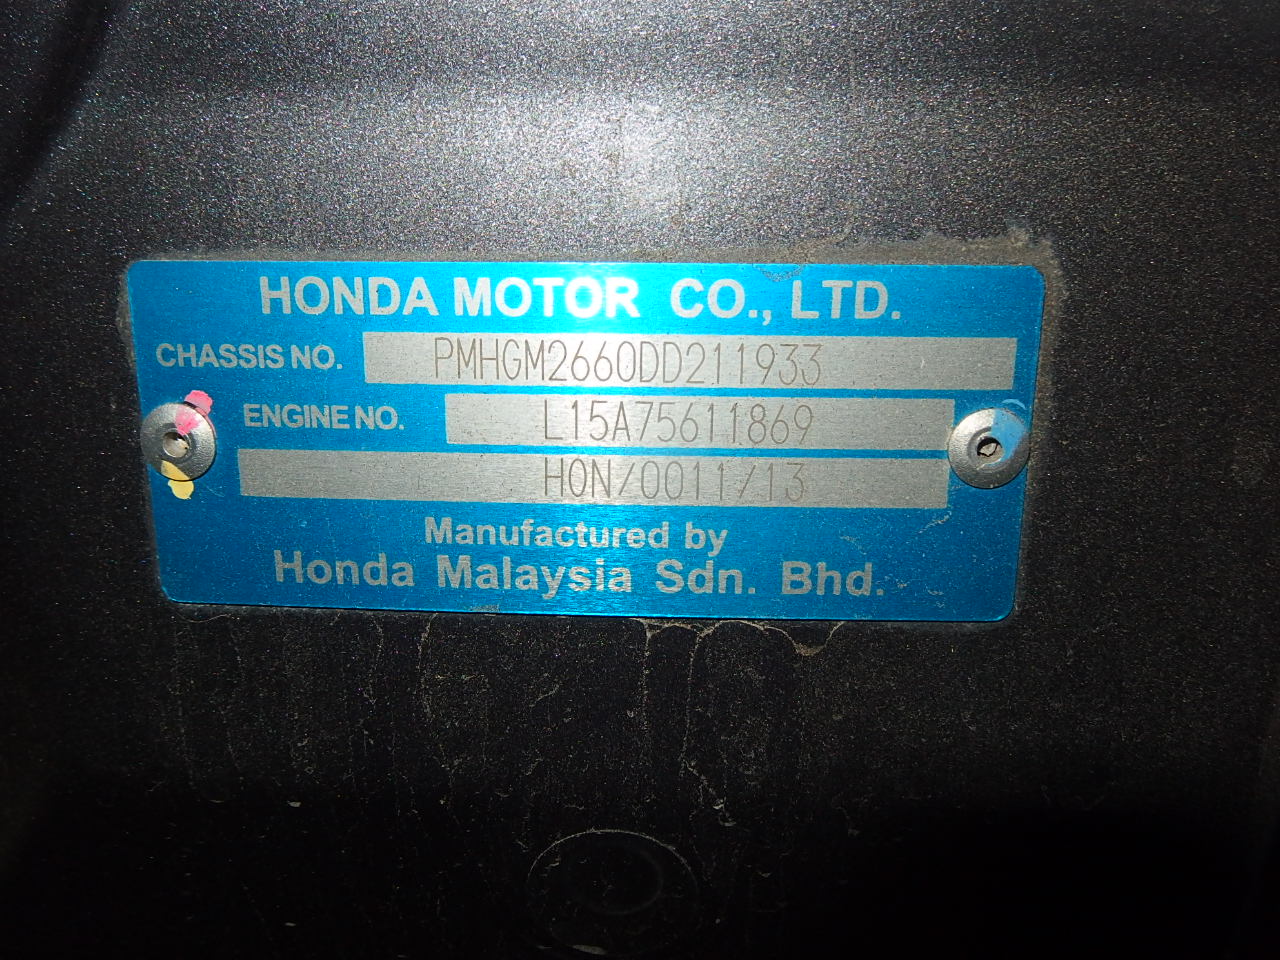 HONDA MOTOR CO., LTD.
CHASSIS NO. PMHGM2660DD211933
ENGINE NO. L15A75611869
HON/0011/13
Manufactured by
Honda Malaysia Sdn. Bhd.